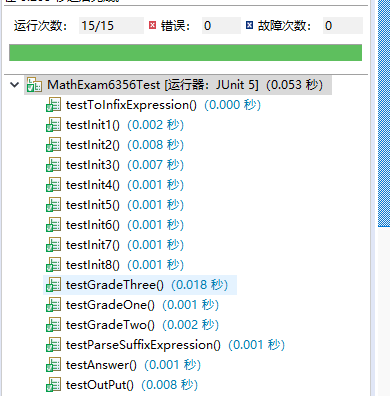 运行次数： 15/15 错误： 0 故障次数： 0
MathExam6356Test [运行器：JUnit 5] (0.053 秒)
testToInfixExpression() (0.000 秒)
testInit1() (0.002 秒)
testInit2() (0.008 秒)
testInit3() (0.007 秒)
testInit4() (0.001 秒)
testInit5() (0.001 秒)
testInit6() (0.001 秒)
testInit7() (0.001 秒)
testInit8() (0.001 秒)
testGradeThree() (0.018 秒)
testGradeOne() (0.001 秒)
testGradeTwo() (0.002 秒)
testParseSuffixExpression() (0.001 秒)
testAnswer() (0.001 秒)
testOutPut() (0.008 秒)